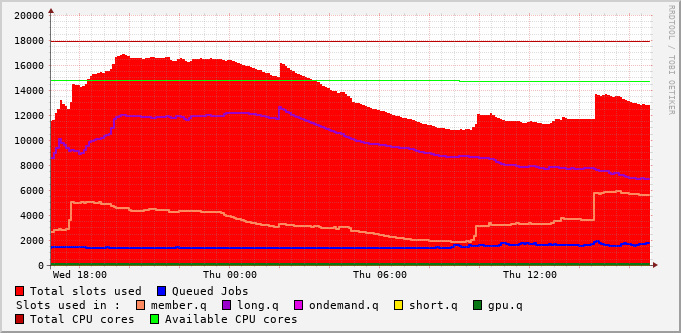 20000
18000
16000
14000
12000
10000
8000
6000
4000
2000
0
Wed 18:00 Thu 00:00 Thu 06:00 Thu 12:00
RRDTOOL / TOBI OETIKER
Total slots used Queued Jobs
Slots used in : member.q long.q ondemand.q short.q gpu.q
Total CPU cores Available CPU cores